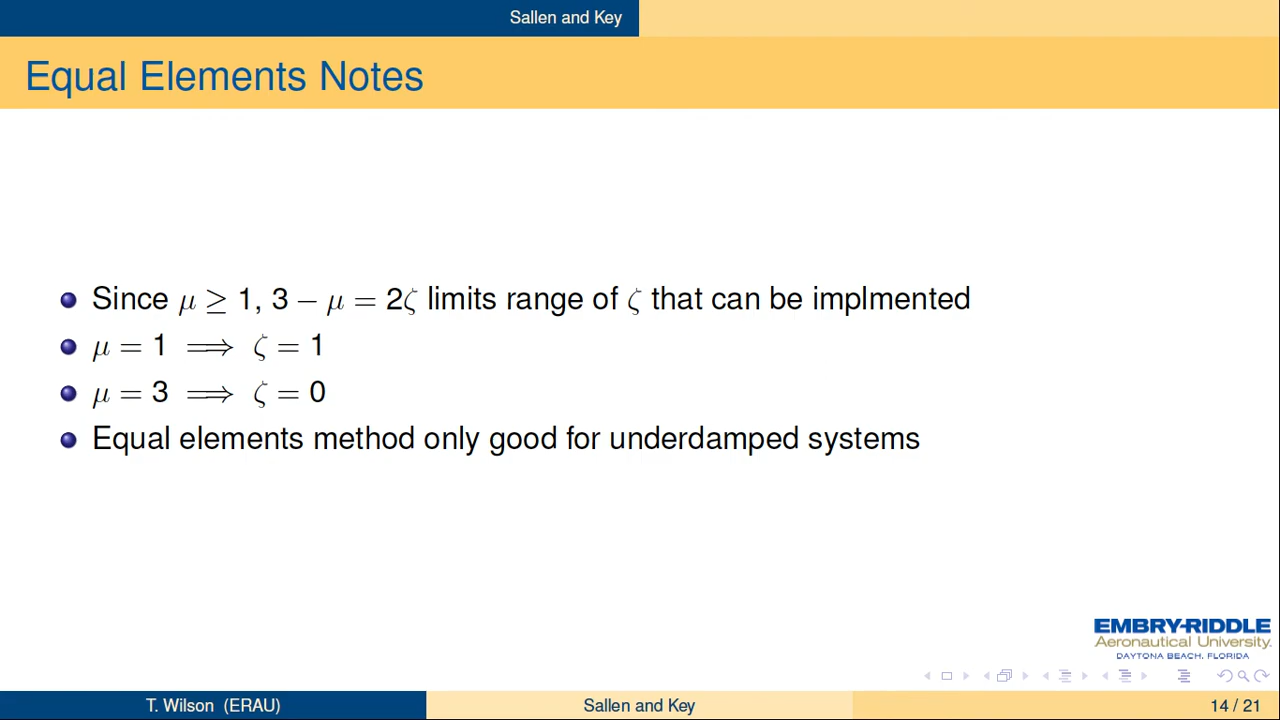 Sallen and Key
Equal Elements Notes
Since μ ≥ 1, 3 − μ = 2ζ limits range of ζ that can be implmented
μ = 1 ⟹ ζ = 1
μ = 3 ⟹ ζ = 0
Equal elements method only good for underdamped systems
EMBRY-RIDDLE
Aeronautical University.
DAYTONA BEACH, FLORIDA
T. Wilson (ERAU)
Sallen and Key
14 / 21